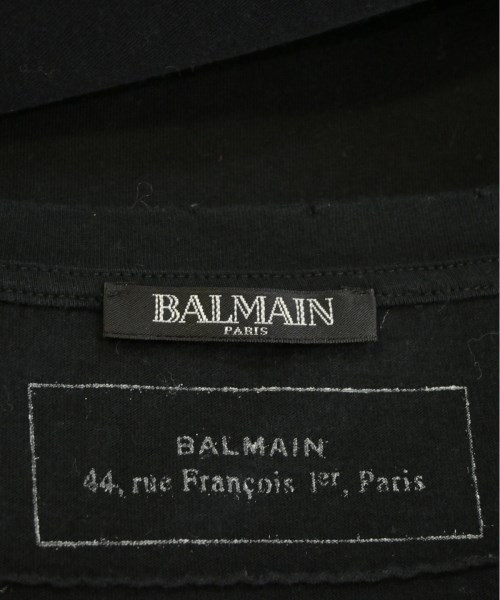 BALMAIN
PARIS
BALMAIN
44, rue François 1er, Paris